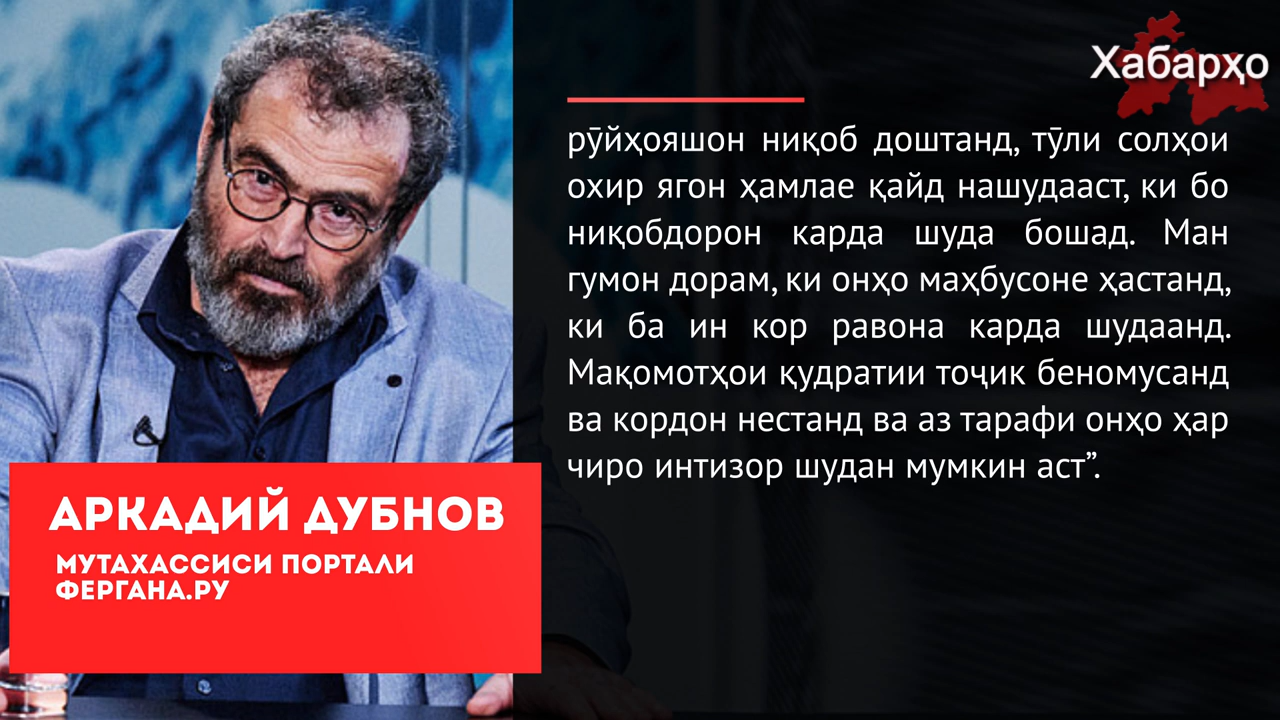 Хабарҳо
рӯйҳояшон ниқоб доштанд, тӯли солҳои
охир ягон ҳамлае қайд нашудааст, ки бо
ниқобдорон карда шуда бошад. Ман
гумон дорам, ки онҳо маҳбусоне ҳастанд,
ки ба ин кор равона карда шудаанд.
Мақомотҳои қудратии тоҷик беномусанд
ва кордон нестанд ва аз тарафи онҳо ҳар
чиро интизор шудан мумкин аст”.
АРКАДИЙ ДУБНОВ
МУТАХАССИСИ ПОРТАЛИ
ФЕРГАНА.РУ